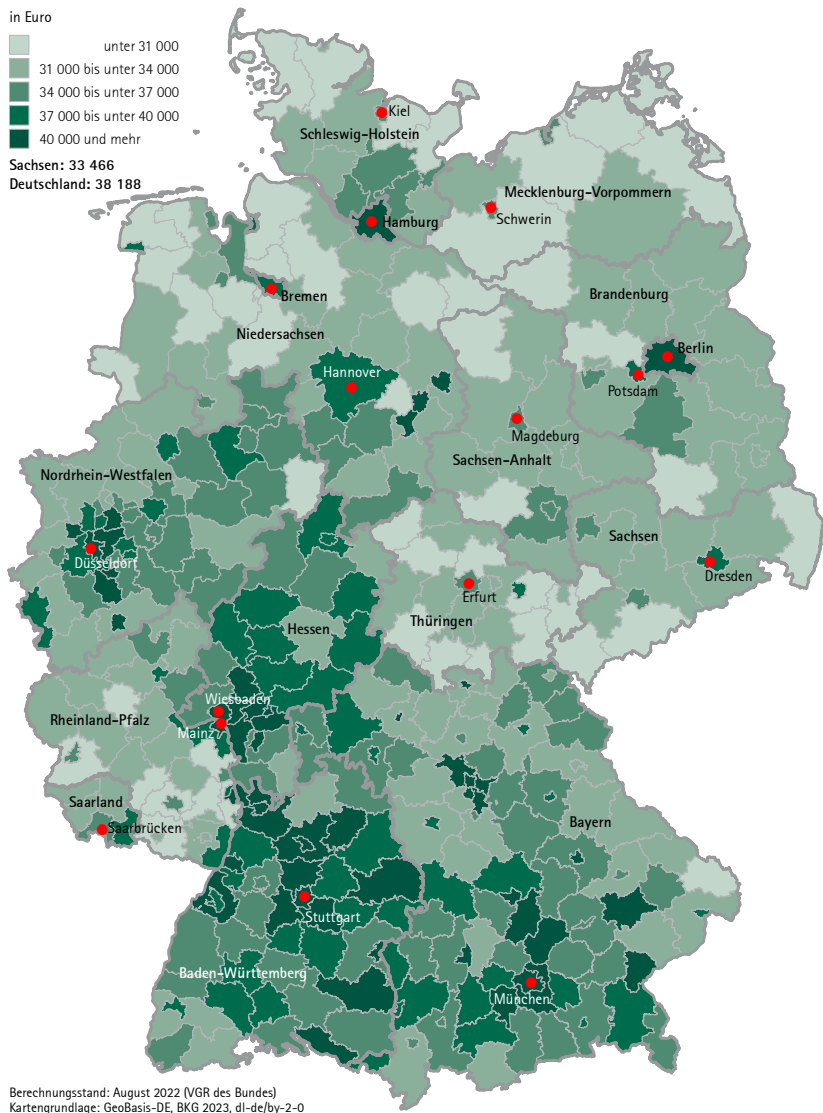 in Euro
unter 31 000
31 000 bis unter 34 000
34 000 bis unter 37 000
37 000 bis unter 40 000
40 000 und mehr
Sachsen: 33 466
Deutschland: 38 188
Kiel
Schleswig-Holstein
Mecklenburg-Vorpommern
Schwerin
Hamburg
Bremen
Brandenburg
Niedersachsen
Berlin
Hannover
Potsdam
Magdeburg
Sachsen-Anhalt
Nordrhein-Westfalen
Sachsen
Düsseldorf
Dresden
Erfurt
Thüringen
Hessen
Wiesbaden
Rheinland-Pfalz
Mainz
Saarland
Saarbrücken
Bayern
Stuttgart
Baden-Württemberg
München
Berechnungsstand: August 2022 (VGR des Bundes)
Kartengrundlage: GeoBasis-DE, BKG 2023, dl-de/by-2-0